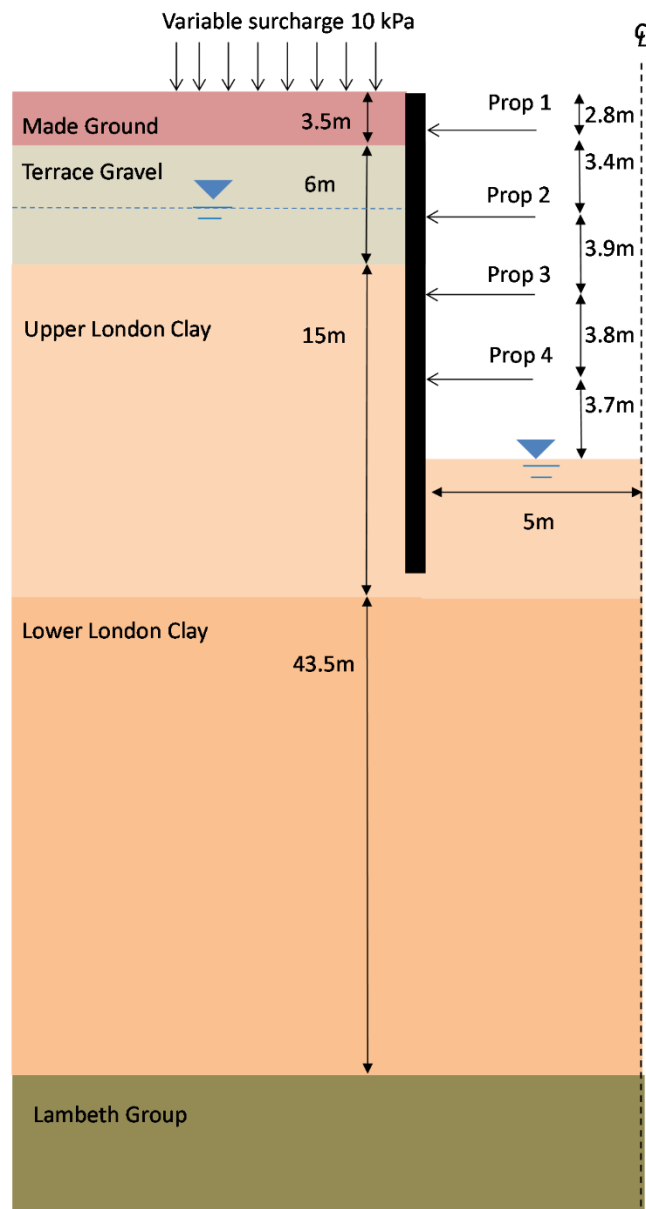 Variable surcharge 10 kPa
℄
Made Ground
3.5m
Prop 1
2.8m
Terrace Gravel
6m
3.4m
Prop 2
3.9m
Prop 3
Upper London Clay
15m
3.8m
Prop 4
3.7m
5m
Lower London Clay
43.5m
Lambeth Group